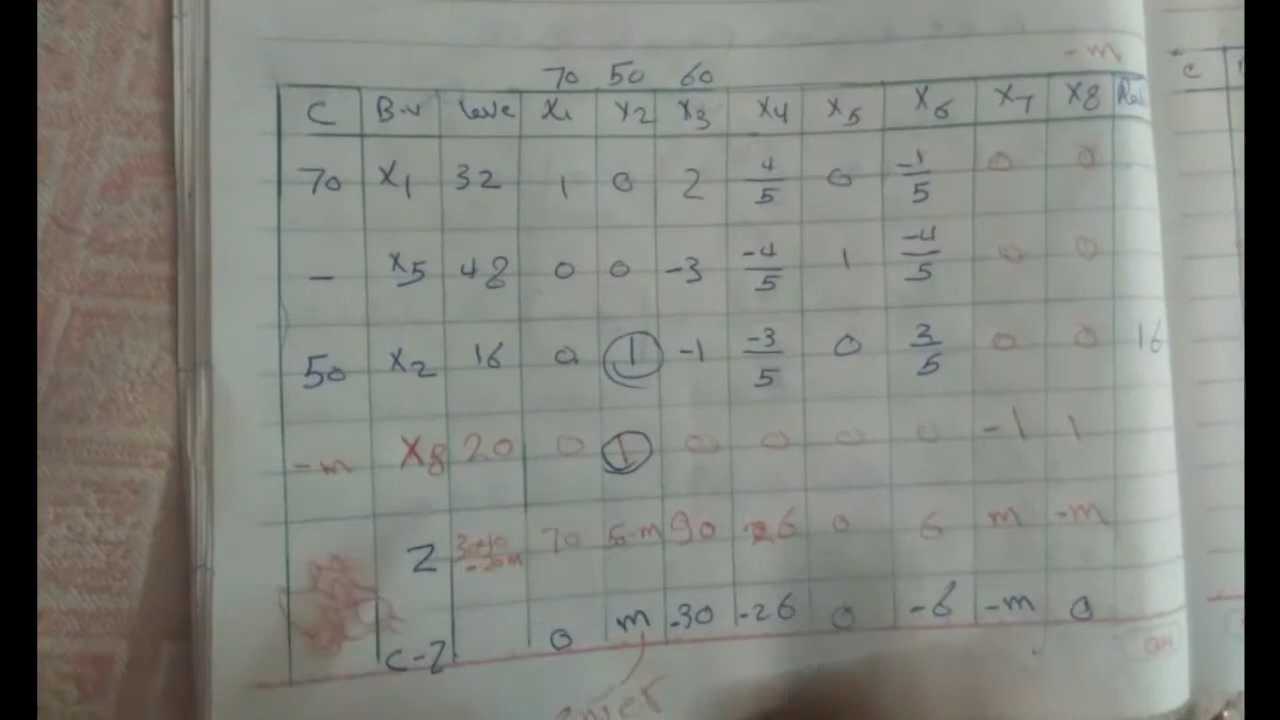 70 50 60 -m
C B.v x1 x2 x3 x4 x5 x6 x7 x8
70 x1 32 1 0 2 4/5 0 -1/5 0 0
- x5 48 0 0 -3 -4/5 1 -4/5 0 0
50 x2 16 0 1 -1 -3/5 0 3/5 0 0 16
-m x8 20 0 1 0 0 0 0 -1 1
Z 70 90 26 0 6 m -m
C-Z 0 m -30 -26 0 -6 -m 0
enter
C